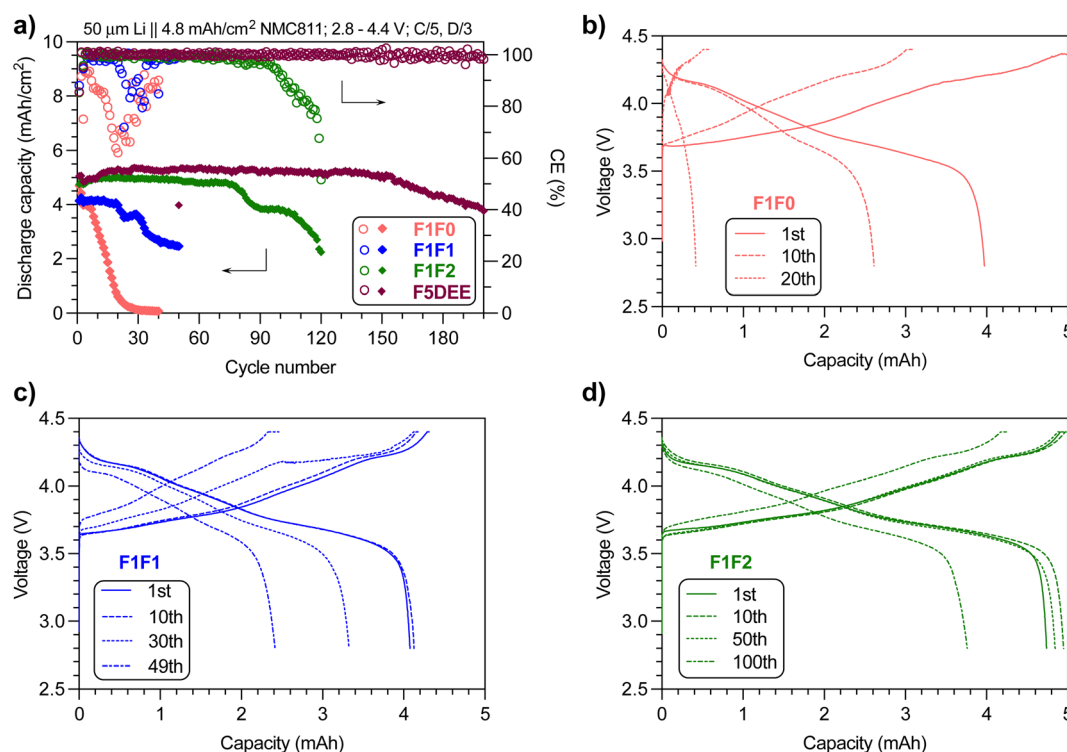 a)
50 μm Li || 4.8 mAh/cm² NMC811; 2.8 - 4.4 V; C/5, D/3
10
8
6
4
2
0
Discharge capacity (mAh/cm²)
100
80
60
40
20
0
CE (%)
F1F0
F1F1
F1F2
F5DEE
0 30 60 90 120 150 180
Cycle number
b)
4.5
4.0
3.5
3.0
2.5
Voltage (V)
F1F0
1st
10th
20th
0 1 2 3 4 5
Capacity (mAh)
c)
4.5
4.0
3.5
3.0
2.5
Voltage (V)
F1F1
1st
10th
30th
49th
0 1 2 3 4 5
Capacity (mAh)
d)
4.5
4.0
3.5
3.0
2.5
Voltage (V)
F1F2
1st
10th
50th
100th
0 1 2 3 4 5
Capacity (mAh)